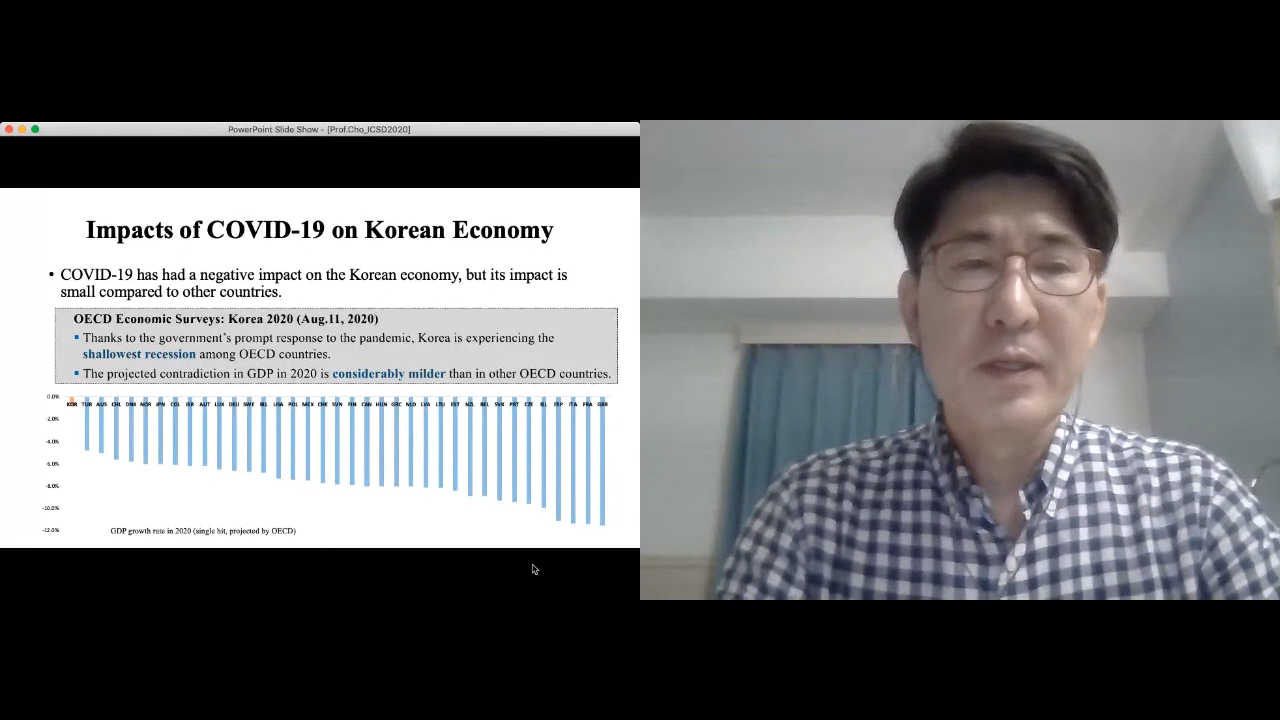 PowerPoint Slide Show - [Prof.Cho_ICSD2020]
Impacts of COVID-19 on Korean Economy
• COVID-19 has had a negative impact on the Korean economy, but its impact is
small compared to other countries.
OECD Economic Surveys: Korea 2020 (Aug.11, 2020)
▪ Thanks to the government's prompt response to the pandemic, Korea is experiencing the
shallowest recession among OECD countries.
▪ The projected contradiction in GDP in 2020 is considerably milder than in other OECD countries.
0.0%
KOR TUR AUS CHL DNK NOR JPN COL ISR AUT LUX DEU SWE IRL USA POL MEX CHE SVN FIN CAN HUN GRC NLD LVA LTU EST NZL BEL SVK PRT CZE ISL ESP ITA FRA GBR
-2.0%
-4.0%
-6.0%
-8.0%
-10.0%
-12.0%
GDP growth rate in 2020 (single hit, projected by OECD)